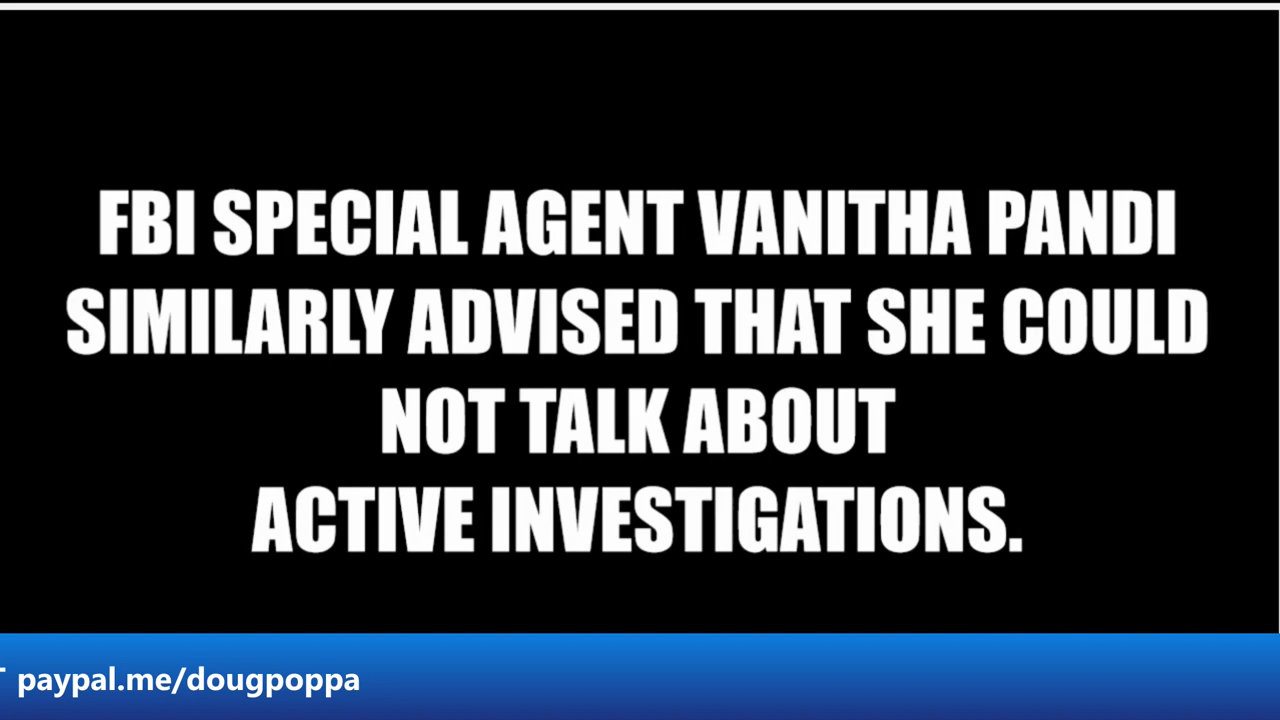 FBI SPECIAL AGENT VANITHA PANDI
SIMILARLY ADVISED THAT SHE COULD
NOT TALK ABOUT
ACTIVE INVESTIGATIONS.
paypal.me/dougpoppa